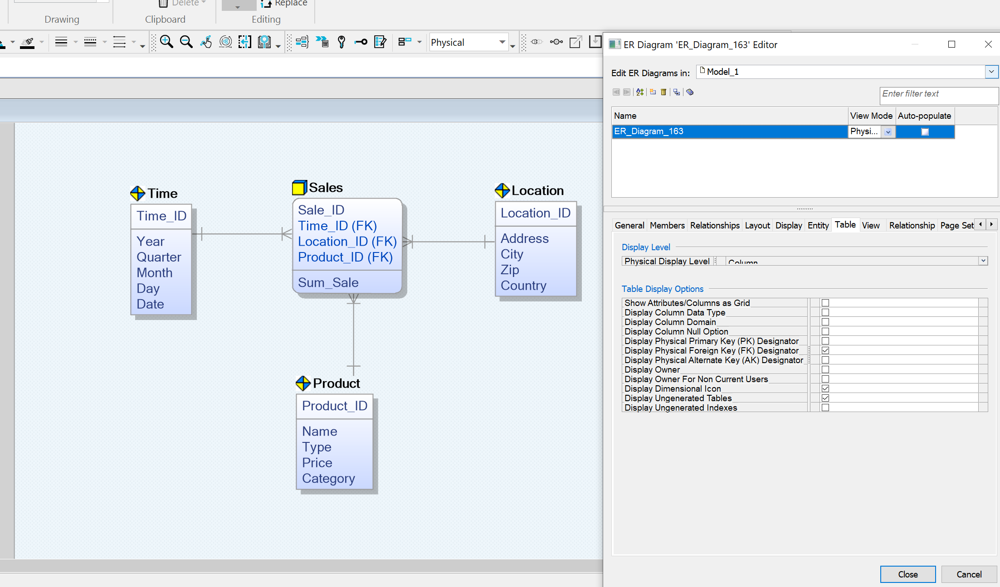 Delete
Replace
Drawing
Clipboard
Editing
Physical
Time
Time_ID
Year
Quarter
Month
Day
Date
Sales
Sale_ID
Time_ID (FK)
Location_ID (FK)
Product_ID (FK)
Sum_Sale
Location
Location_ID
Address
City
Zip
Country
Product
Product_ID
Name
Type
Price
Category
ER Diagram 'ER_Diagram_163' Editor
Edit ER Diagrams in:
Model_1
Enter filter text
Name
View Mode
Auto-populate
ER_Diagram_163
Physi...
General
Members
Relationships
Layout
Display
Entity
Table
View
Relationship
Page Set
Display Level
Physical Display Level
Column
Table Display Options
Show Attributes/Columns as Grid
Display Column Data Type
Display Column Domain
Display Column Null Option
Display Physical Primary Key (PK) Designator
Display Physical Foreign Key (FK) Designator
Display Physical Alternate Key (AK) Designator
Display Owner
Display Owner For Non Current Users
Display Dimensional Icon
Display Ungenerated Tables
Display Ungenerated Indexes
Close
Cancel